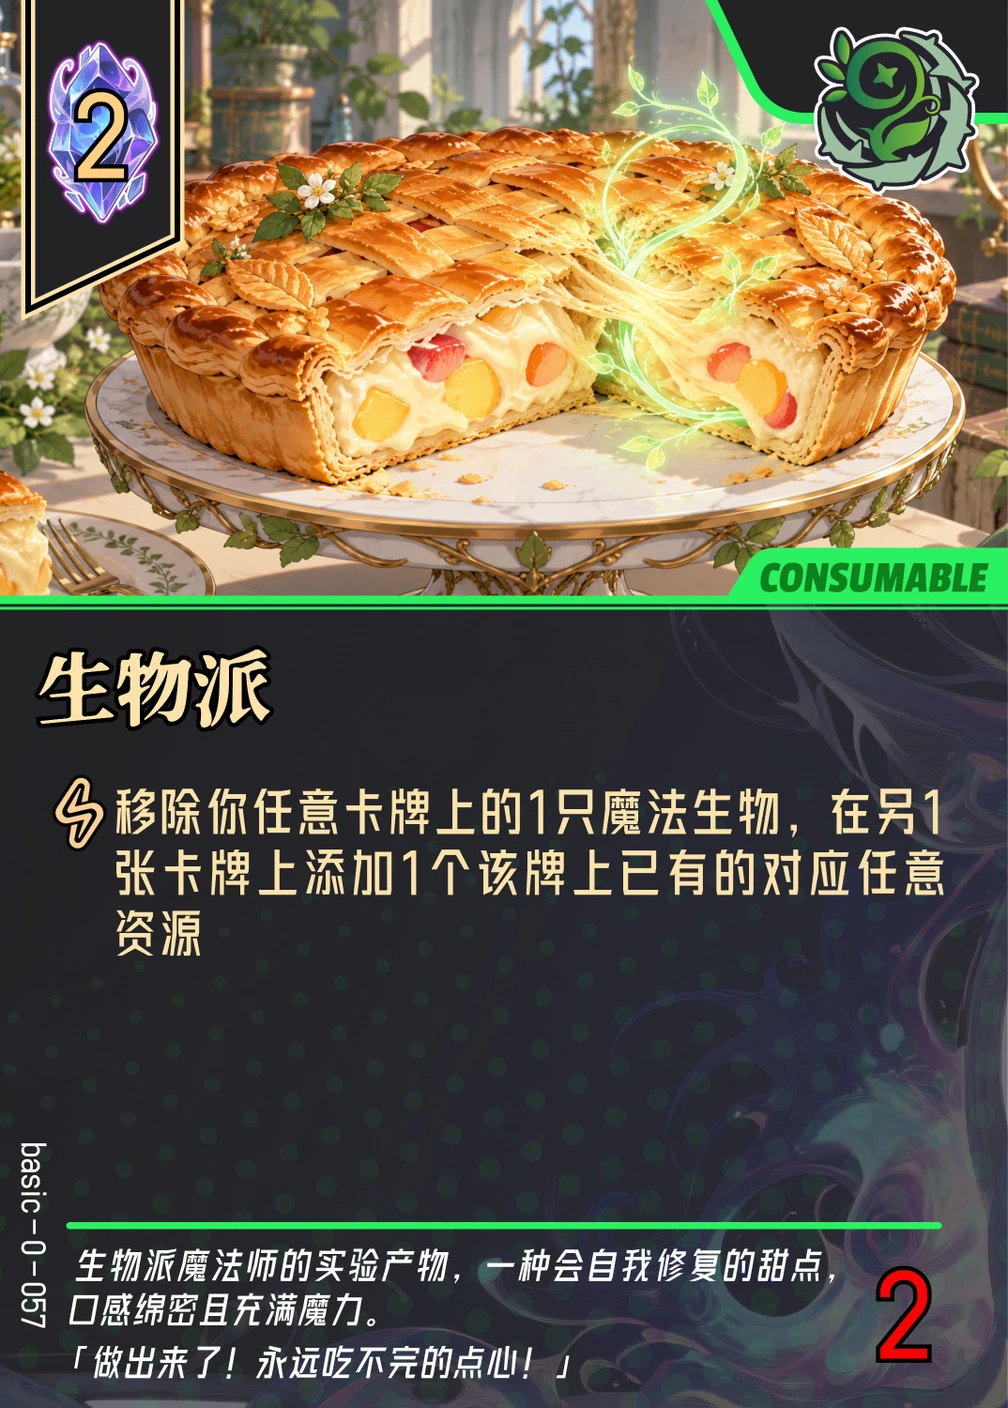 2
CONSUMABLE
生物派
移除你任意卡牌上的1只魔法生物，在另1
张卡牌上添加1个该牌上已有的对应任意
资源
basic-0-057
生物派魔法师的实验产物，一种会自我修复的甜点，
口感绵密且充满魔力。
「做出来了！永远吃不完的点心！」
2